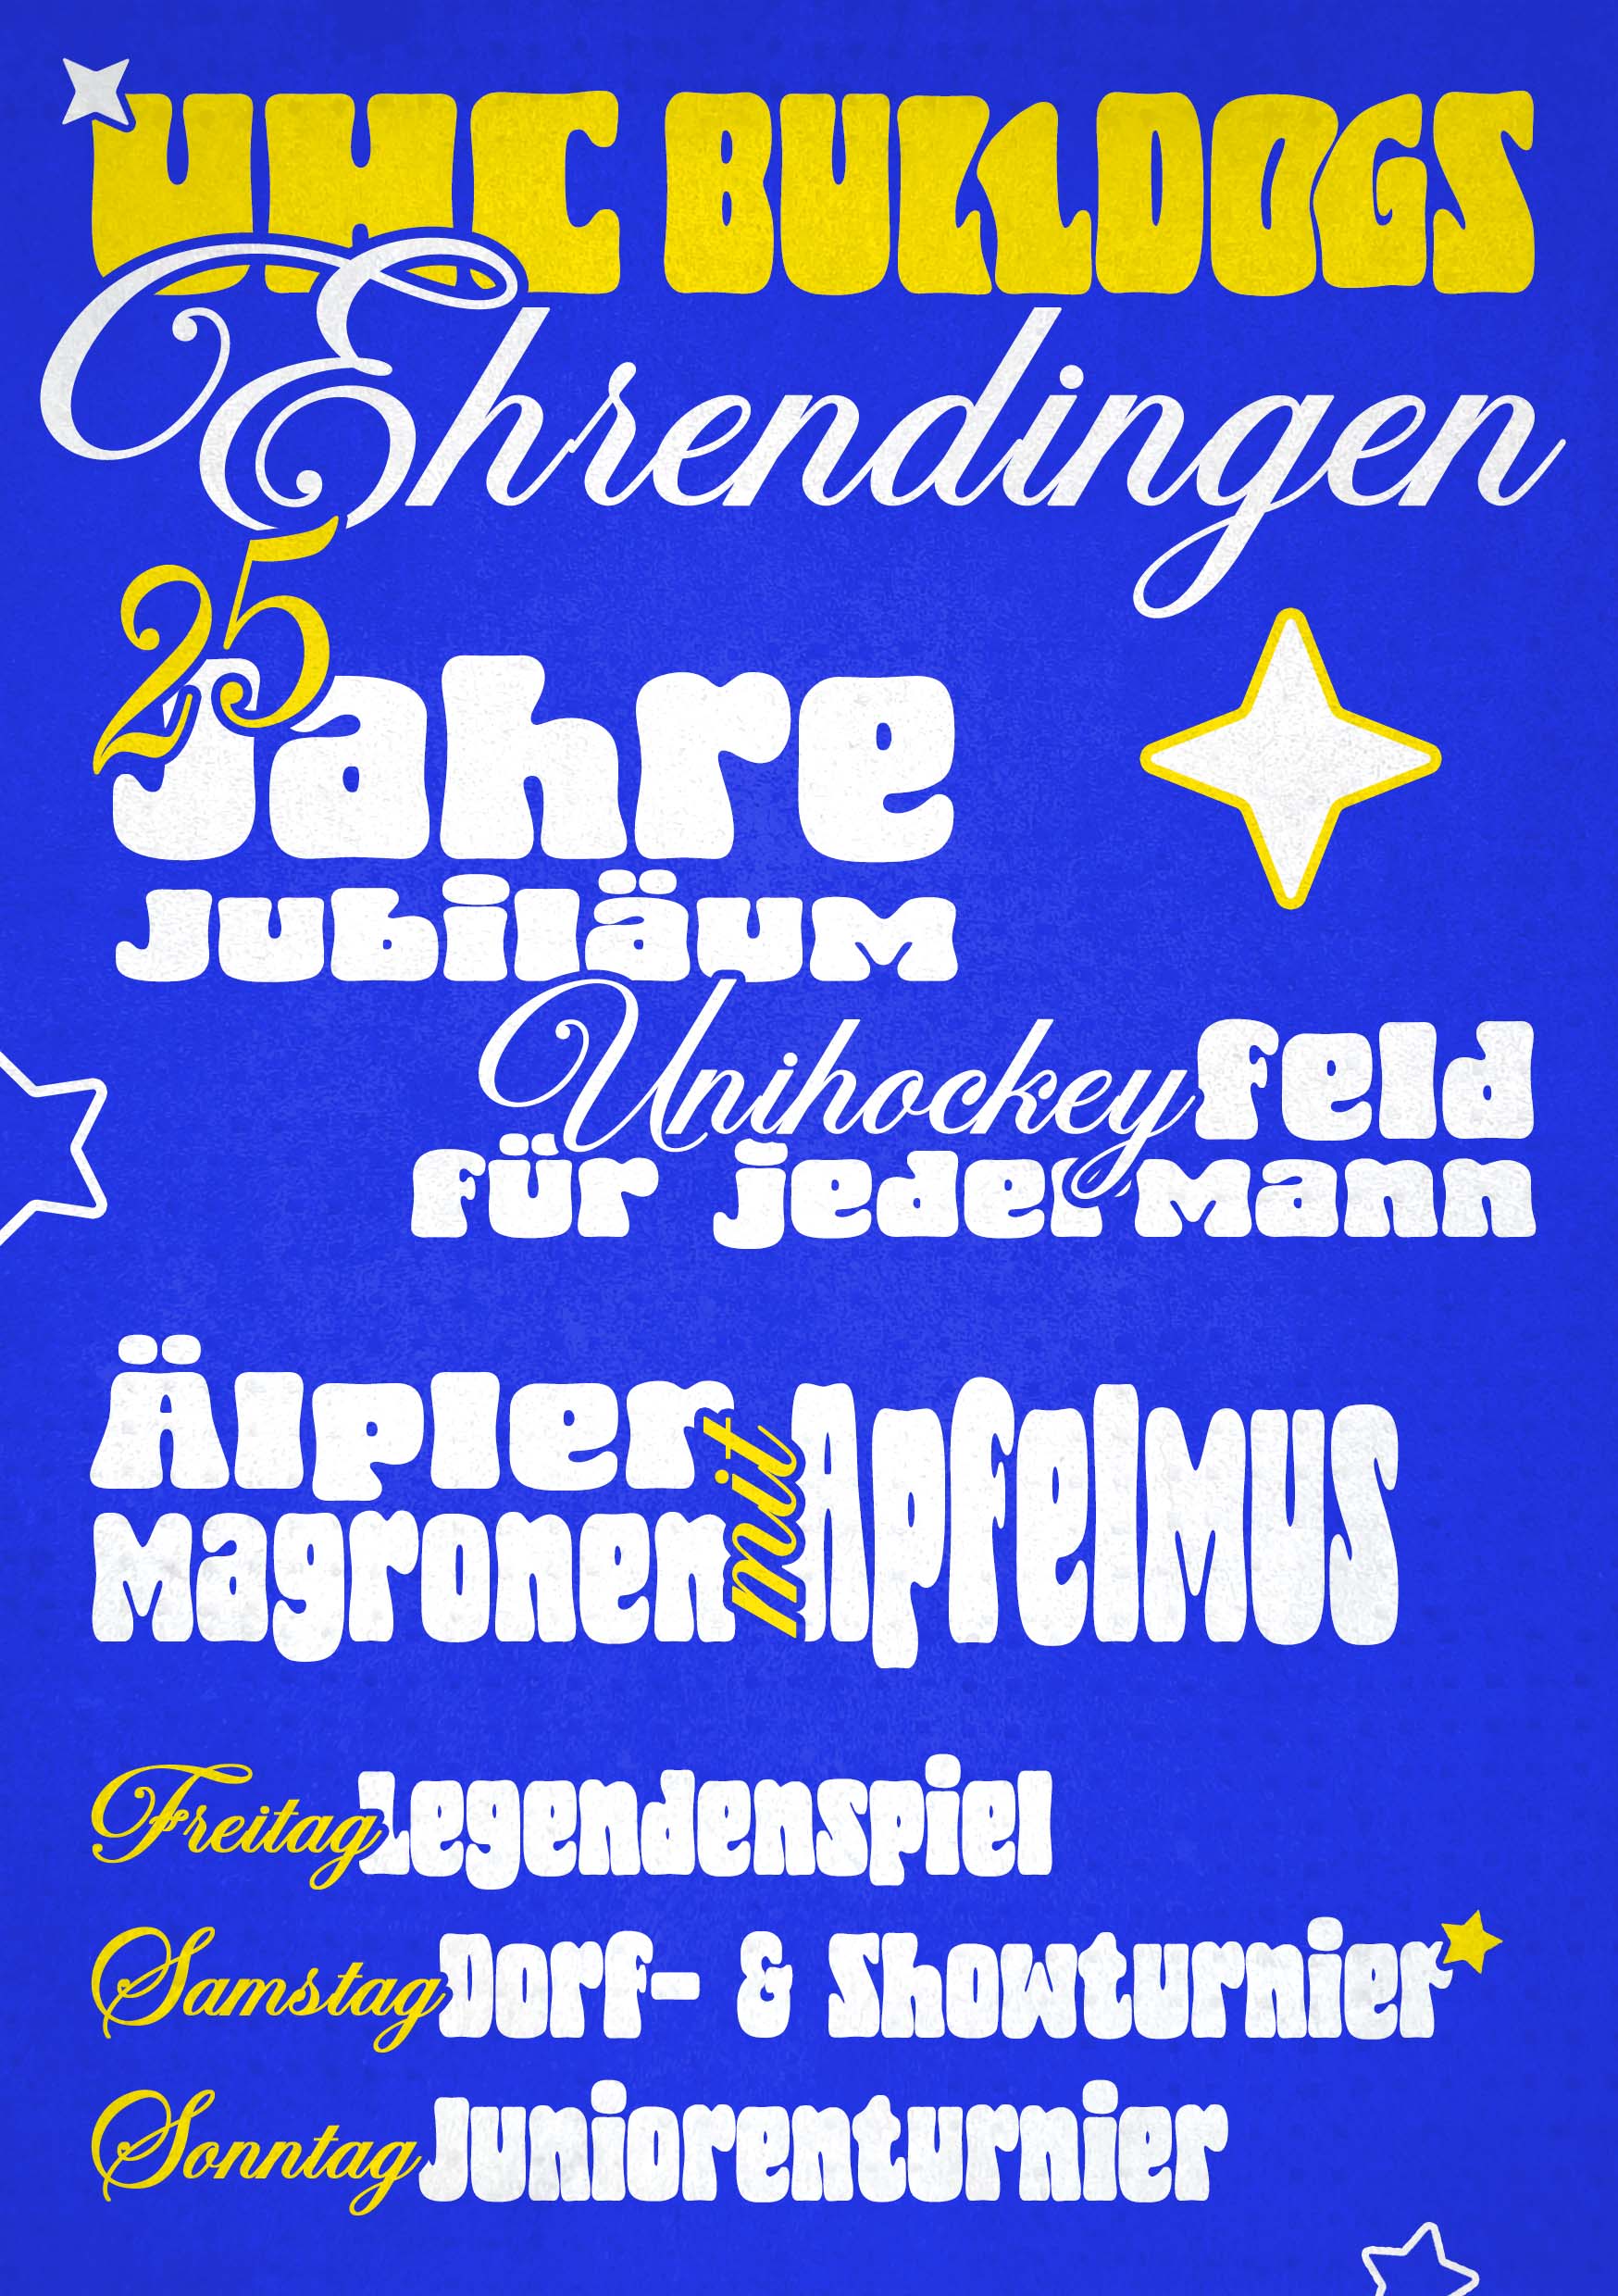 UHC BULLDOGS
Ehrendingen
25
Jahre
Jubiläum
Unihockeyfeld
für jedermann
Älpler
Magronen mit Apfelmus
Freitag Legendenspiel
Samstag Dorf- & Showturnier
Sonntag Juniorenturnier